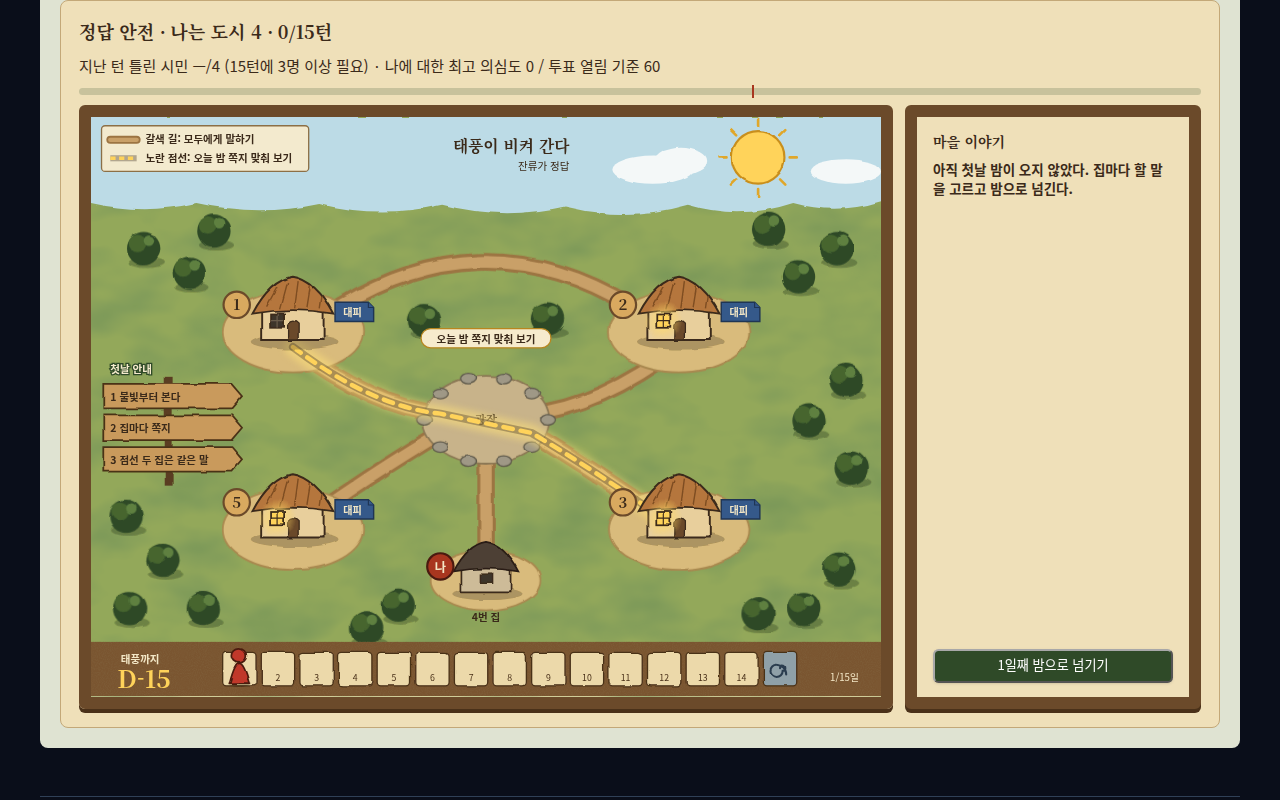 정답 안전 · 나는 도시 4 · 0/15턴
지난 턴 틀린 시민 —/4 (15턴에 3명 이상 필요) · 나에 대한 최고 의심도 0 / 투표 열림 기준 60
갈색 길: 모두에게 말하기
노란 점선: 오늘 밤 쪽지 맞춰 보기
태풍이 비켜 간다
잔류가 정답
1
대피
2
대피
오늘 밤 쪽지 맞춰 보기
첫날 안내
1 불빛부터 본다
2 집마다 쪽지
3 점선 두 집은 같은 말
광장
5
대피
3
대피
나
4번 집
태풍까지
D-15
2
3
4
5
6
7
8
9
10
11
12
13
14
1/15일
마을 이야기
아직 첫날 밤이 오지 않았다. 집마다 할 말
을 고르고 밤으로 넘긴다.
1일째 밤으로 넘기기